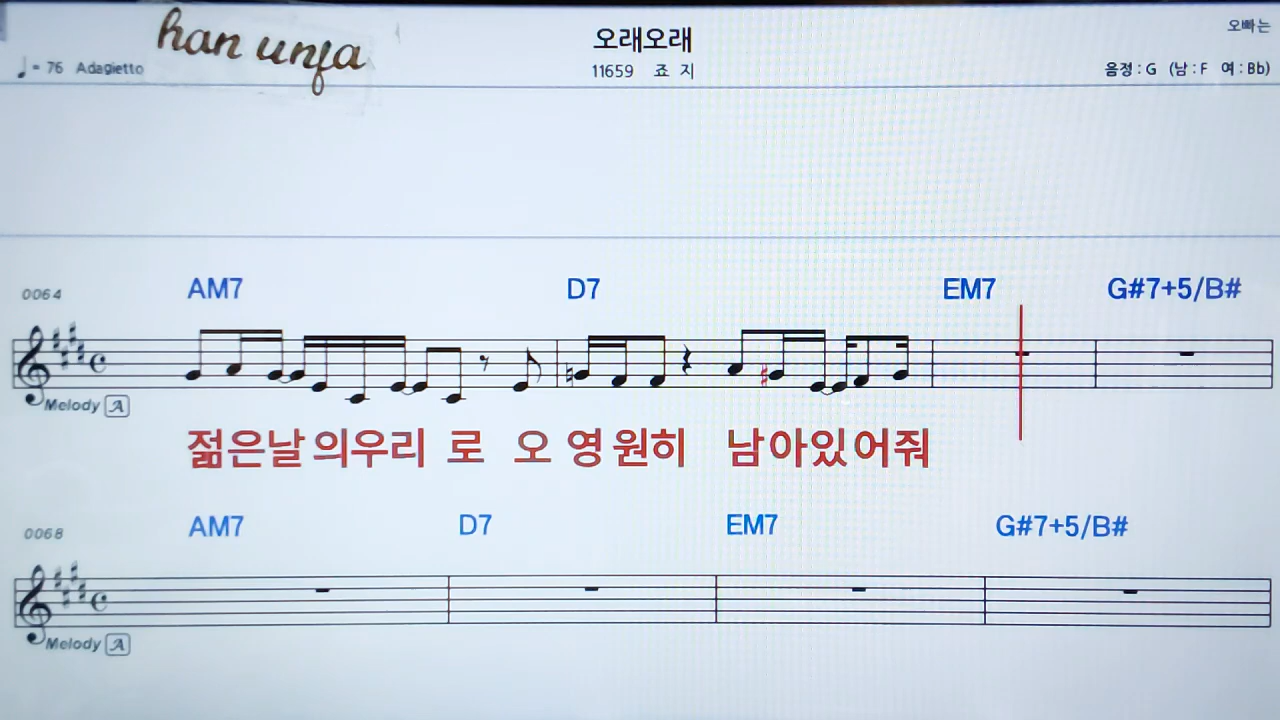 han unfa
오래오래
오빠는
♩= 76 Adagietto
11659 죠 지
음정 : G (남 : F 여 : Bb)
0064 AM7 D7 EM7 G#7+5/B#
Melody A
젊은날의우리 로 오 영원히 남아있어줘
0068 AM7 D7 EM7 G#7+5/B#
Melody A